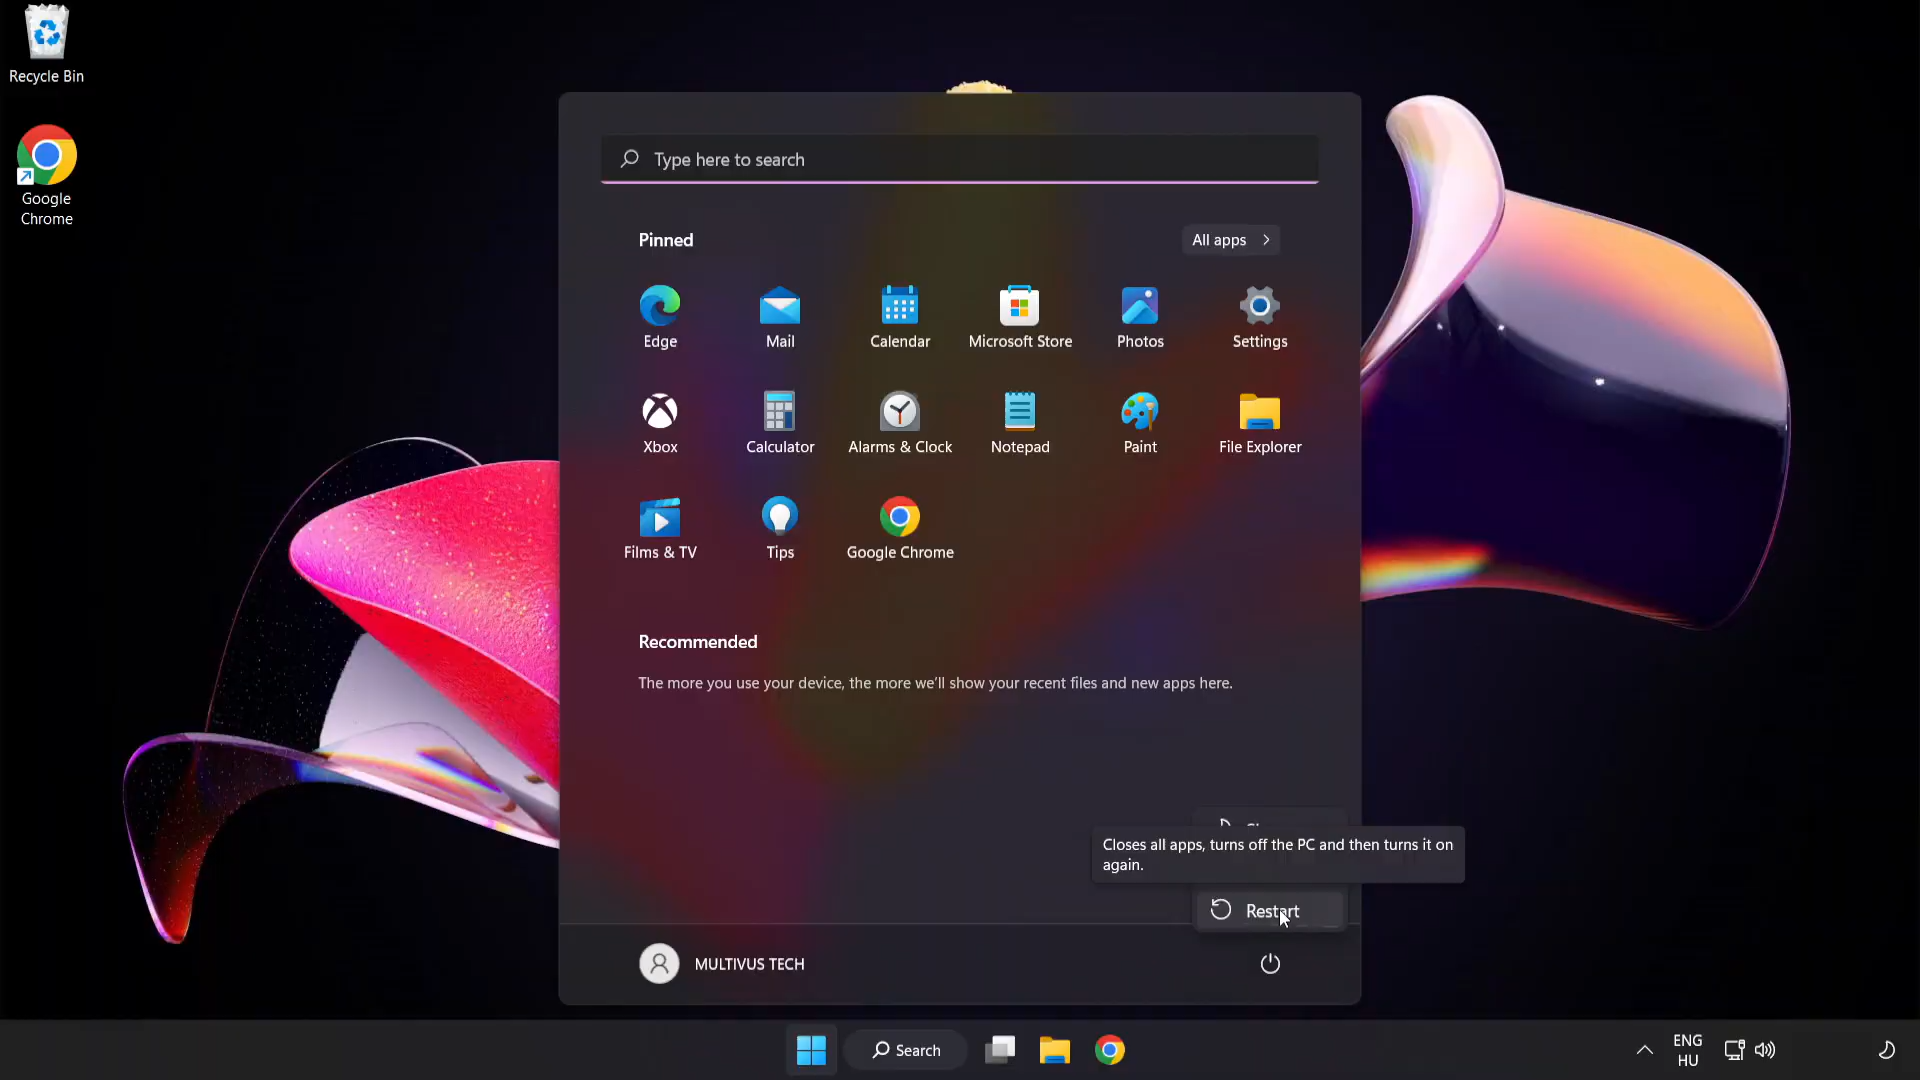 Recycle Bin
Google
Chrome
Type here to search
Pinned
All apps
Edge
Mail
Calendar
Microsoft Store
Photos
Settings
Xbox
Calculator
Alarms & Clock
Notepad
Paint
File Explorer
Films & TV
Tips
Google Chrome
Recommended
The more you use your device, the more we'll show your recent files and new apps here.
Closes all apps, turns off the PC and then turns it on
again.
Restart
MULTIVUS TECH
Search
ENG
HU